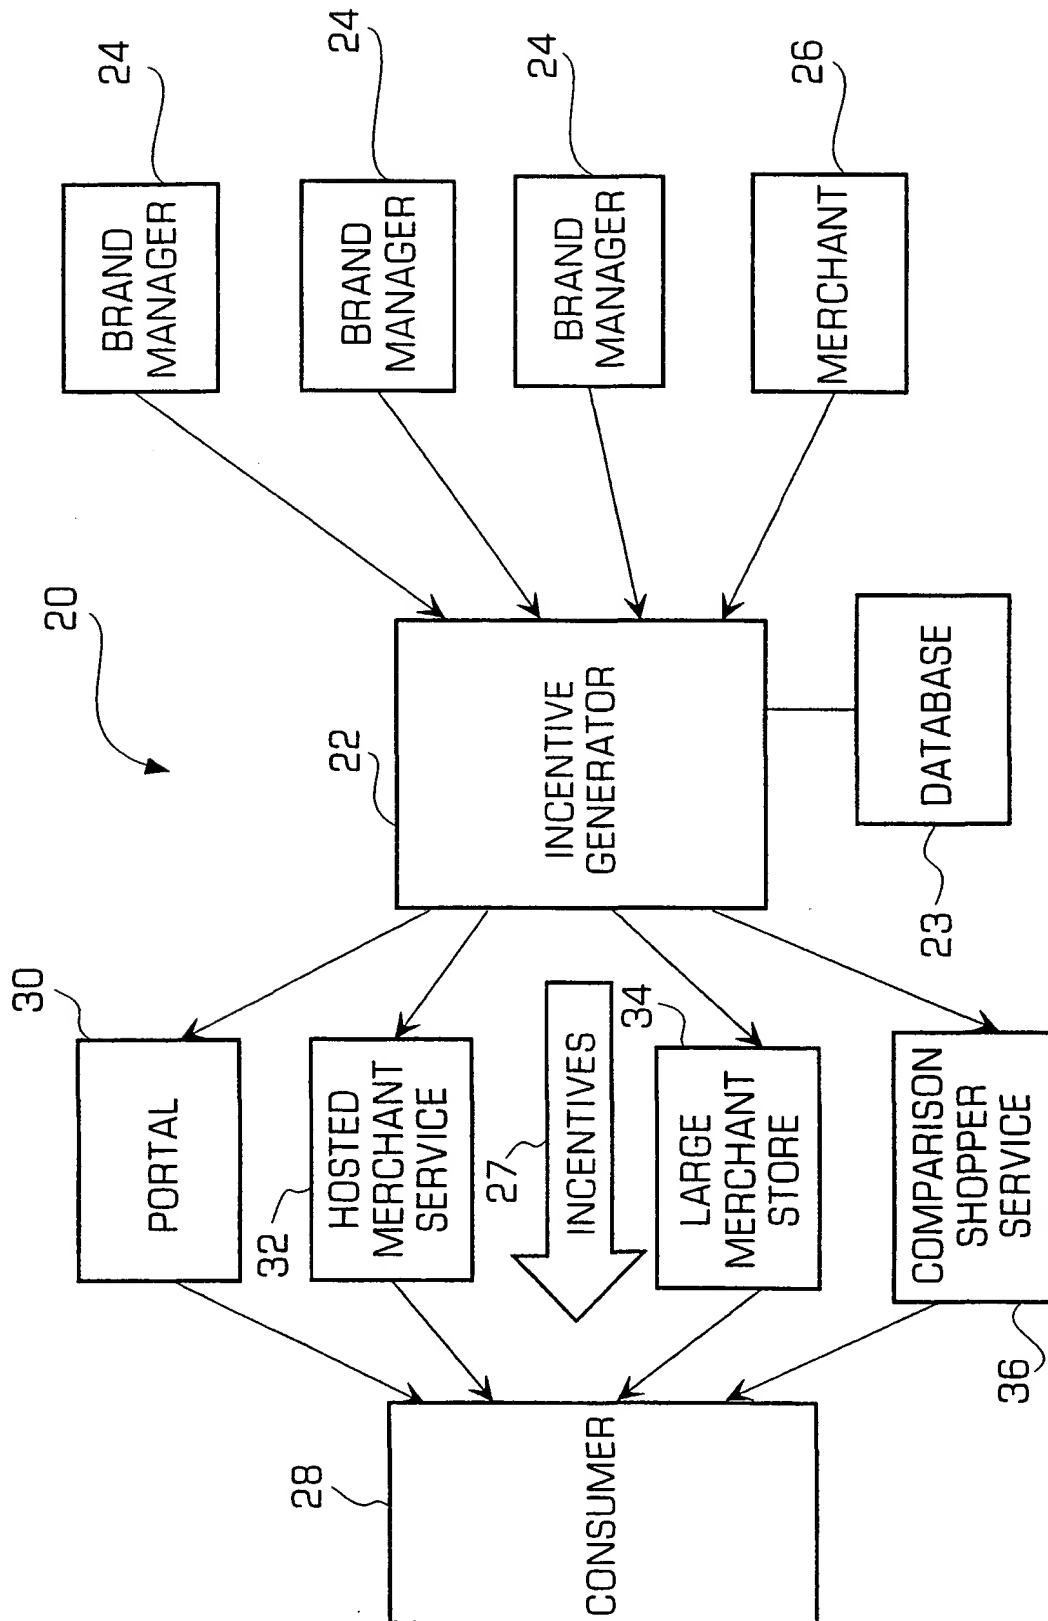 20
28
CONSUMER
30
PORTAL
32
HOSTED
MERCHANT
SERVICE
27
INCENTIVES
34
LARGE
MERCHANT
STORE
36
COMPARISON
SHOPPER
SERVICE
22
INCENTIVE
GENERATOR
23
DATABASE
24
BRAND
MANAGER
24
BRAND
MANAGER
24
BRAND
MANAGER
26
MERCHANT